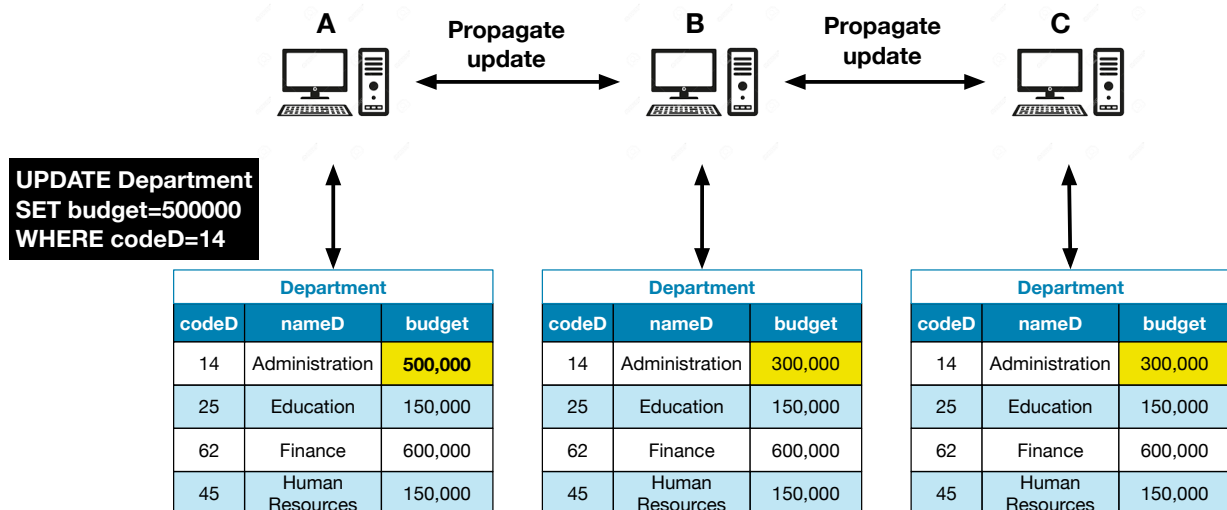 A
B
C
Propagate
update
Propagate
update
UPDATE Department
SET budget=500000
WHERE codeD=14
Department
codeD nameD budget
14 Administration 500,000
25 Education 150,000
62 Finance 600,000
45 Human Resources 150,000
Department
codeD nameD budget
14 Administration 300,000
25 Education 150,000
62 Finance 600,000
45 Human Resources 150,000
Department
codeD nameD budget
14 Administration 300,000
25 Education 150,000
62 Finance 600,000
45 Human Resources 150,000